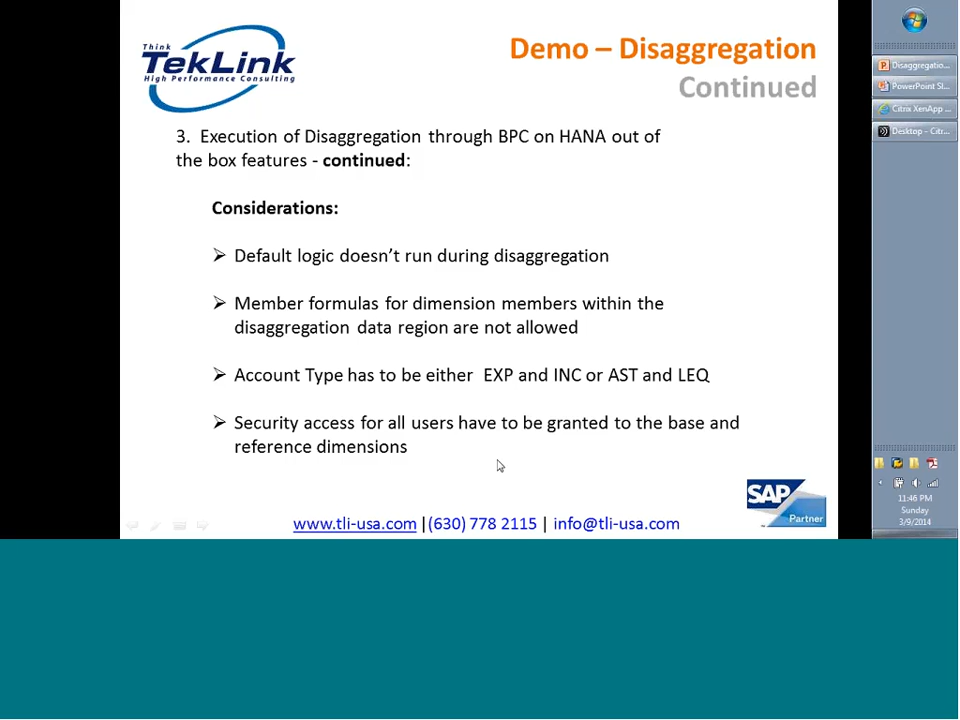 Think
TekLink
High Performance Consulting
Demo – Disaggregation
Continued
3. Execution of Disaggregation through BPC on HANA out of
the box features - continued:
Considerations:
➢ Default logic doesn’t run during disaggregation
➢ Member formulas for dimension members within the
disaggregation data region are not allowed
➢ Account Type has to be either EXP and INC or AST and LEQ
➢ Security access for all users have to be granted to the base and
reference dimensions
SAP
Partner
www.tli-usa.com |(630) 778 2115 | info@tli-usa.com
Disaggregatio...
PowerPoint Sl...
Citrix XenApp ...
Desktop - Citr...
11:46 PM
Sunday
3/9/2014